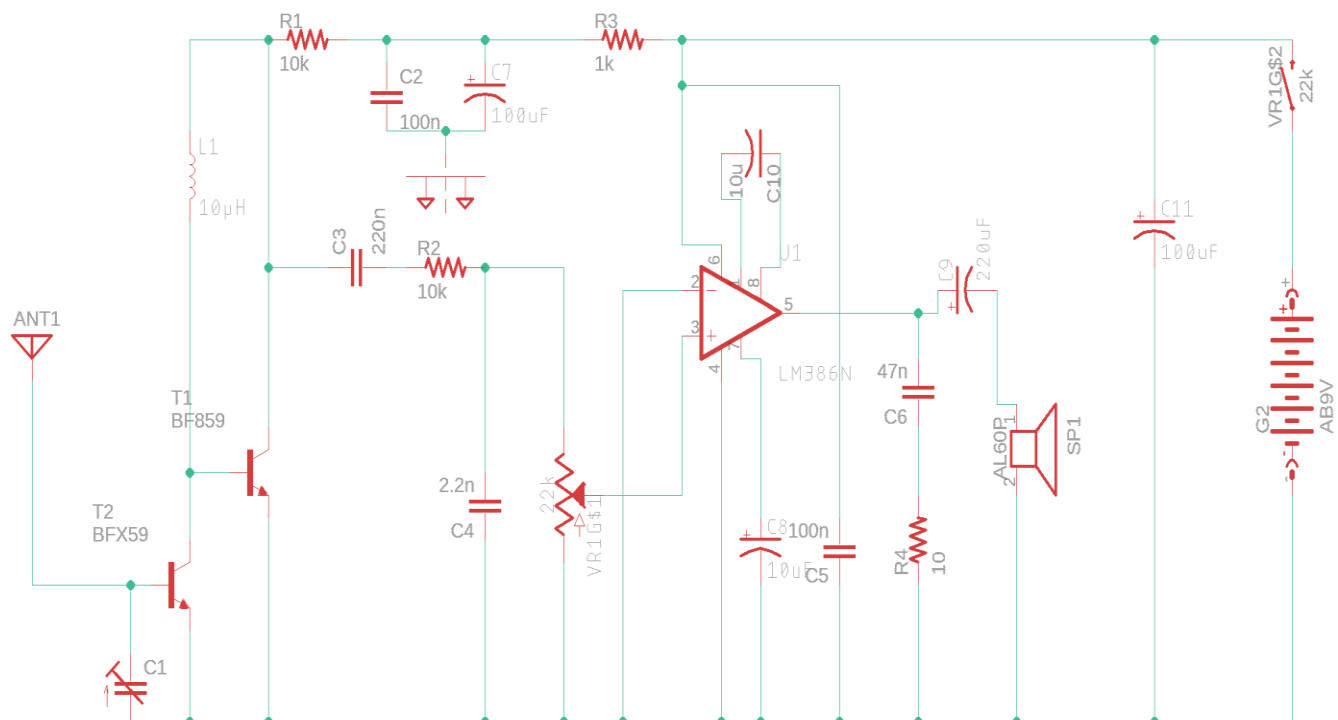 R1
10k
R3
1k
C2
100n
+
C7
100uF
VR1G$2
22k
L1
10µH
10u
C10
C3
220n
R2
10k
U1
6
1
8
2
3
5
7
4
LM386N
C9
220uF
+
+
C11
100uF
ANT1
T1
BF859
T2
BFX59
2.2n
C4
22k
VR1G$1
+
C8
10uF
100n
C5
47n
C6
R4
10
AL60P
1
2
SP1
+
+
G2
AB9V
-
C1